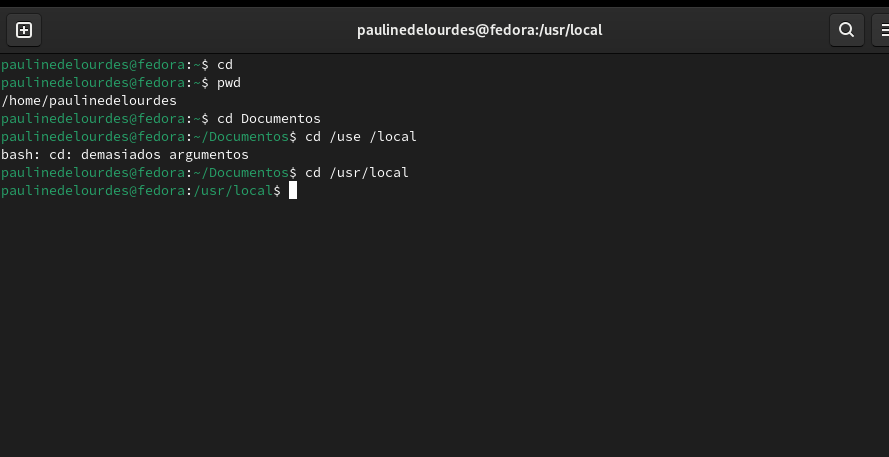 paulinedelourdes@fedora:/usr/local
paulinedelourdes@fedora:~$ cd
paulinedelourdes@fedora:~$ pwd
/home/paulinedelourdes
paulinedelourdes@fedora:~$ cd Documentos
paulinedelourdes@fedora:~/Documentos$ cd /use /local
bash: cd: demasiados argumentos
paulinedelourdes@fedora:~/Documentos$ cd /usr/local
paulinedelourdes@fedora:/usr/local$